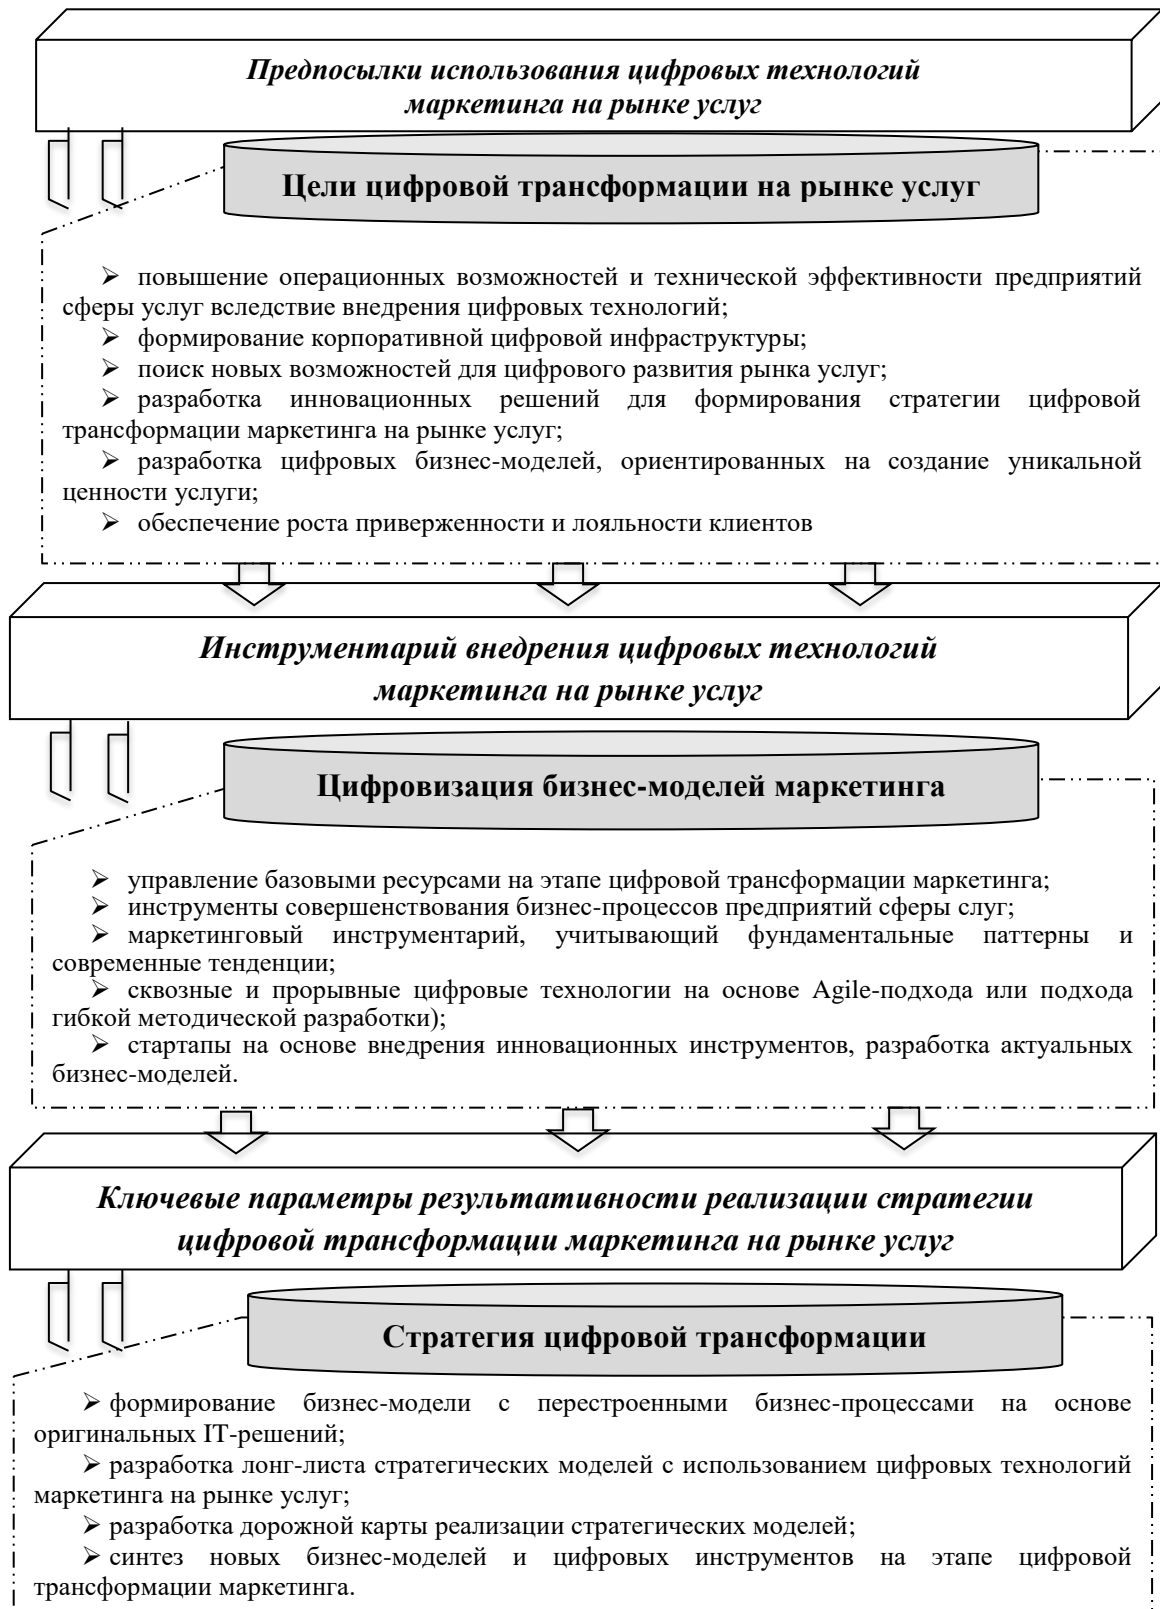 Предпосылки использования цифровых технологий
маркетинга на рынке услуг
Цели цифровой трансформации на рынке услуг
➢ повышение операционных возможностей и технической эффективности предприятий
сферы услуг вследствие внедрения цифровых технологий;
➢ формирование корпоративной цифровой инфраструктуры;
➢ поиск новых возможностей для цифрового развития рынка услуг;
➢ разработка инновационных решений для формирования стратегии цифровой
трансформации маркетинга на рынке услуг;
➢ разработка цифровых бизнес-моделей, ориентированных на создание уникальной
ценности услуги;
➢ обеспечение роста приверженности и лояльности клиентов
Инструментарий внедрения цифровых технологий
маркетинга на рынке услуг
Цифровизация бизнес-моделей маркетинга
➢ управление базовыми ресурсами на этапе цифровой трансформации маркетинга;
➢ инструменты совершенствования бизнес-процессов предприятий сферы слуг;
➢ маркетинговый инструментарий, учитывающий фундаментальные паттерны и
современные тенденции;
➢ сквозные и прорывные цифровые технологии на основе Agile-подхода или подхода
гибкой методической разработки);
➢ стартапы на основе внедрения инновационных инструментов, разработка актуальных
бизнес-моделей.
Ключевые параметры результативности реализации стратегии
цифровой трансформации маркетинга на рынке услуг
Стратегия цифровой трансформации
➢ формирование бизнес-модели с перестроенными бизнес-процессами на основе
оригинальных IT-решений;
➢ разработка лонг-листа стратегических моделей с использованием цифровых технологий
маркетинга на рынке услуг;
➢ разработка дорожной карты реализации стратегических моделей;
➢ синтез новых бизнес-моделей и цифровых инструментов на этапе цифровой
трансформации маркетинга.